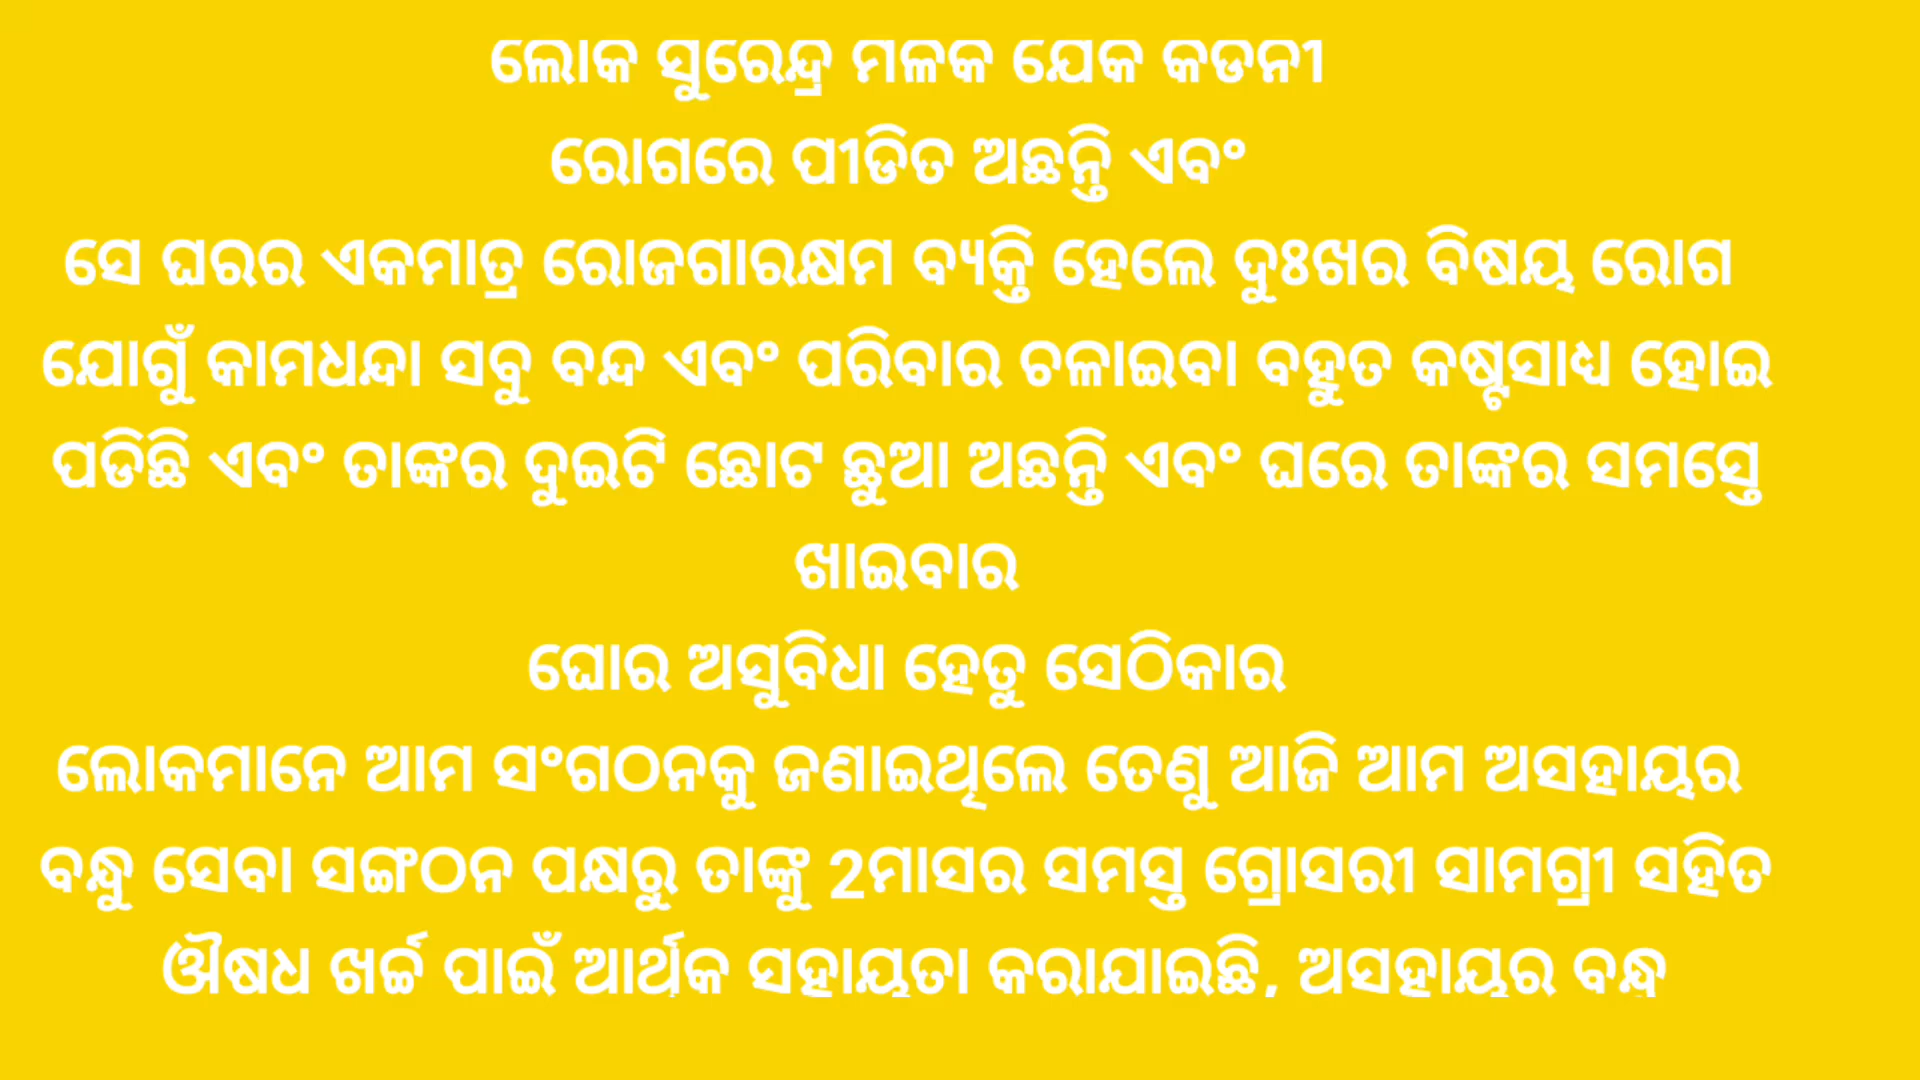 ଲୋକ ସୁରେନ୍ଦ୍ର ମଳକ ଯେକ କଡନୀ
ରୋଗରେ ପୀଡିତ ଅଛନ୍ତି ଏବଂ
ସେ ଘରର ଏକମାତ୍ର ରୋଜଗାରକ୍ଷମ ବ୍ୟକ୍ତି ହେଲେ ଦୁଃଖର ବିଷୟ ରୋଗ
ଯୋଗୁଁ କାମଧନ୍ଦା ସବୁ ବନ୍ଦ ଏବଂ ପରିବାର ଚଳାଇବା ବହୁତ କଷ୍ଟସାଧ୍ୟ ହୋଇ
ପଡିଛି ଏବଂ ତାଙ୍କର ଦୁଇଟି ଛୋଟ ଛୁଆ ଅଛନ୍ତି ଏବଂ ଘରେ ତାଙ୍କର ସମସ୍ତେ
ଖାଇବାର
ଘୋର ଅସୁବିଧା ହେତୁ ସେଠିକାର
ଲୋକମାନେ ଆମ ସଂଗଠନକୁ ଜଣାଇଥିଲେ ତେଣୁ ଆଜି ଆମ ଅସହାୟର
ବନ୍ଧୁ ସେବା ସଙ୍ଗଠନ ପକ୍ଷରୁ ତାଙ୍କୁ 2ମାସର ସମସ୍ତ ଗ୍ରୋସରୀ ସାମଗ୍ରୀ ସହିତ
ଔଷଧ ଖର୍ଚ୍ଚ ପାଇଁ ଆର୍ଥିକ ସହାୟତା କରାଯାଇଛି, ଅସହାୟର ବନ୍ଧୁ